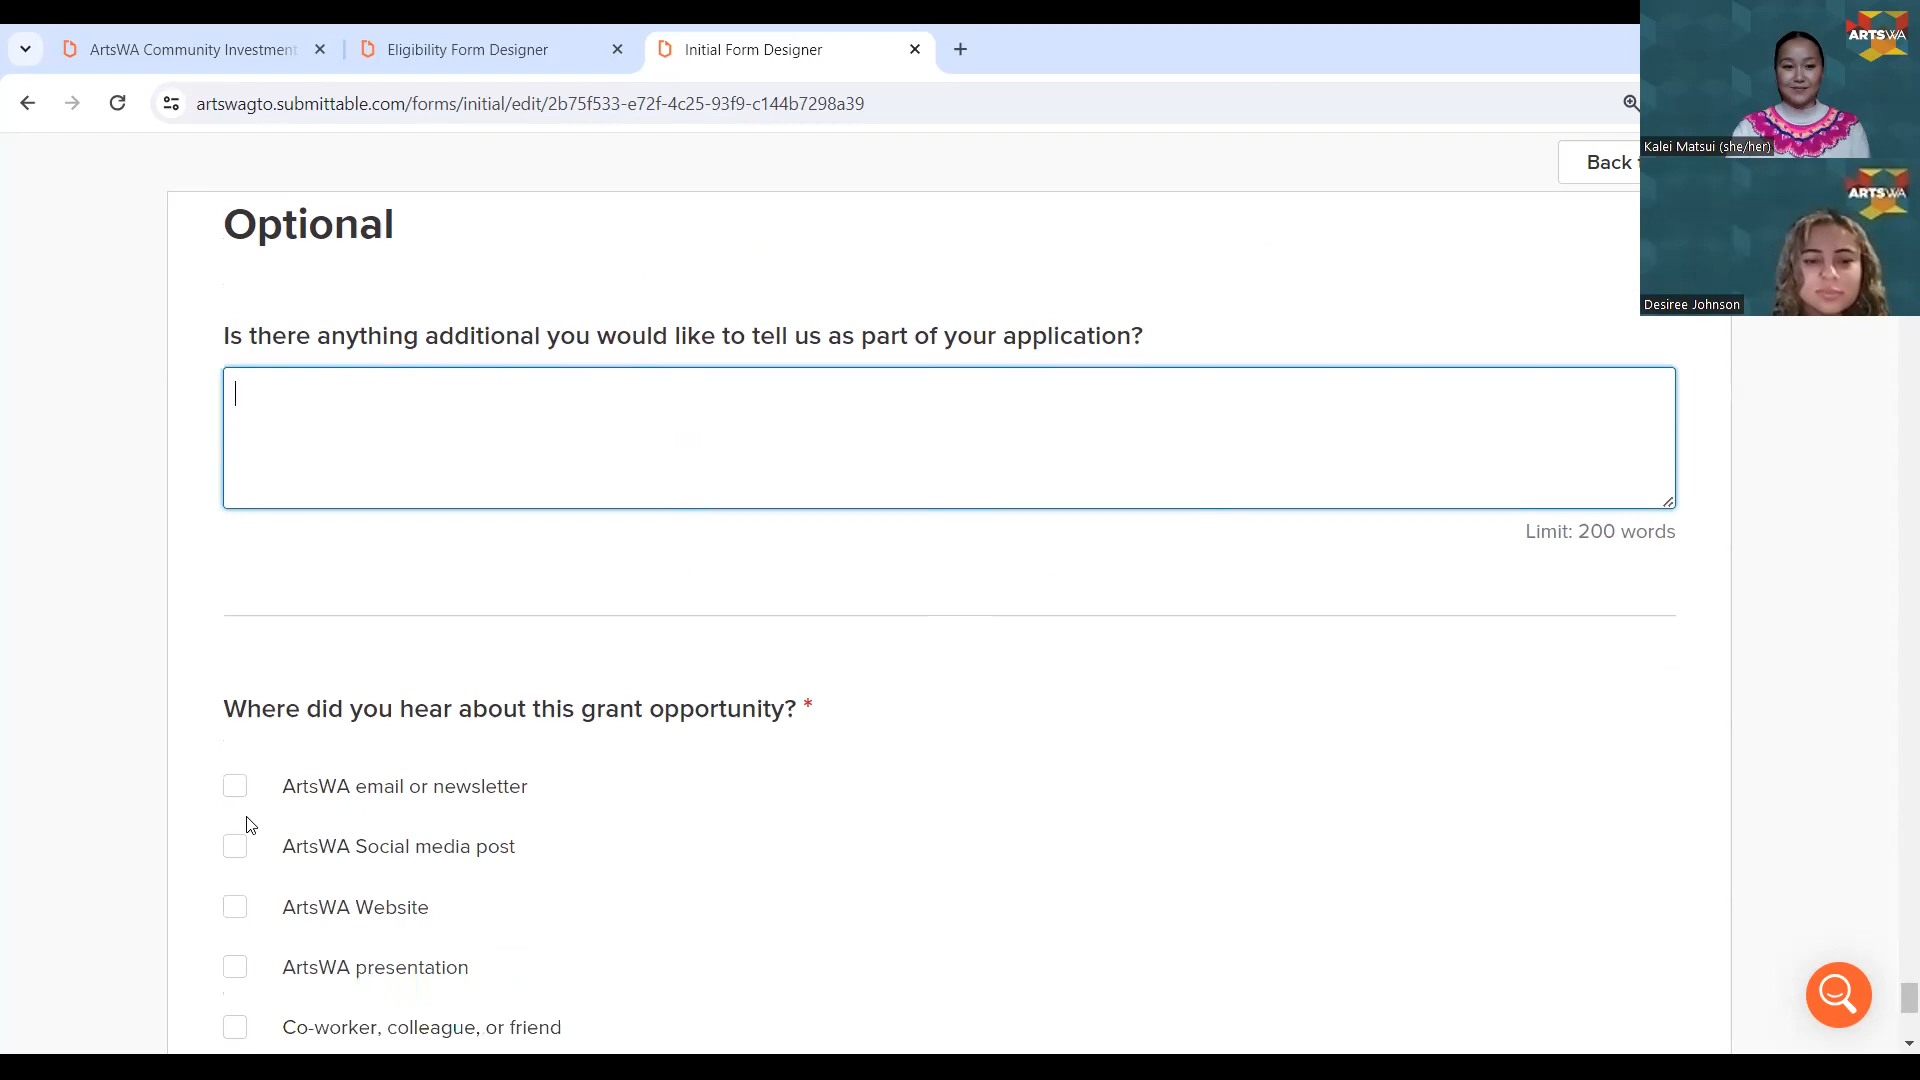 ArtsWA Community Investment
Eligibility Form Designer
Initial Form Designer
artswagto.submittable.com/forms/initial/edit/2b75f533-e72f-4c25-93f9-c144b7298a39
ARTSWA
Kalei Matsui (she/her)
Back
ARTSWA
Desiree Johnson
Optional
Is there anything additional you would like to tell us as part of your application?
Limit: 200 words
Where did you hear about this grant opportunity? *
ArtsWA email or newsletter
ArtsWA Social media post
ArtsWA Website
ArtsWA presentation
Co-worker, colleague, or friend